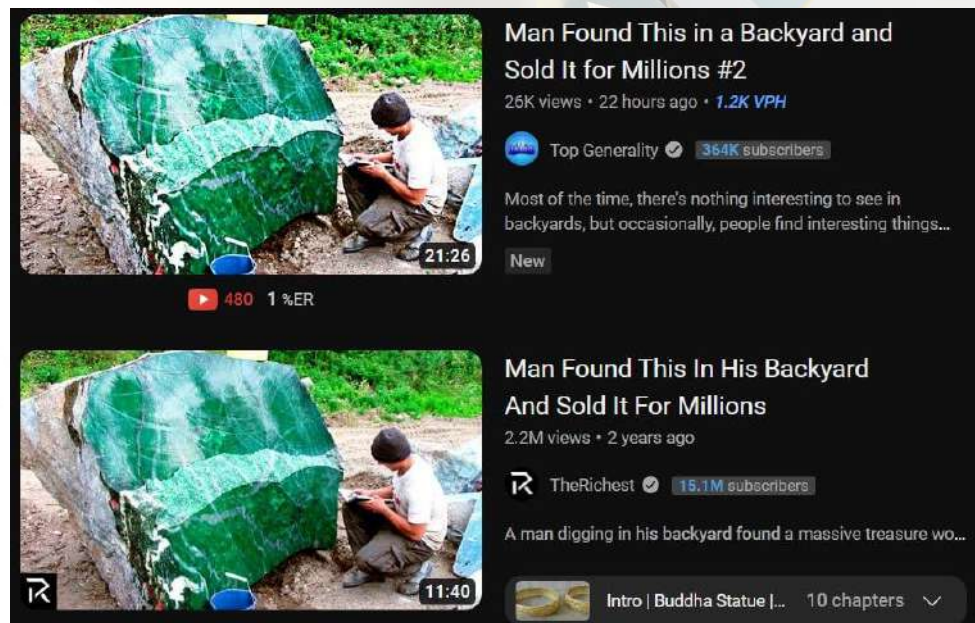 Man Found This in a Backyard and
Sold It for Millions #2
26K views • 22 hours ago • 1.2K VPH
Top Generality
364K subscribers
Most of the time, there's nothing interesting to see in
backyards, but occasionally, people find interesting things...
New
21:26
480 1 %ER
Man Found This In His Backyard
And Sold It For Millions
2.2M views • 2 years ago
TheRichest
15.1M subscribers
A man digging in his backyard found a massive treasure wo...
R
11:40
Intro | Buddha Statue |... 10 chapters